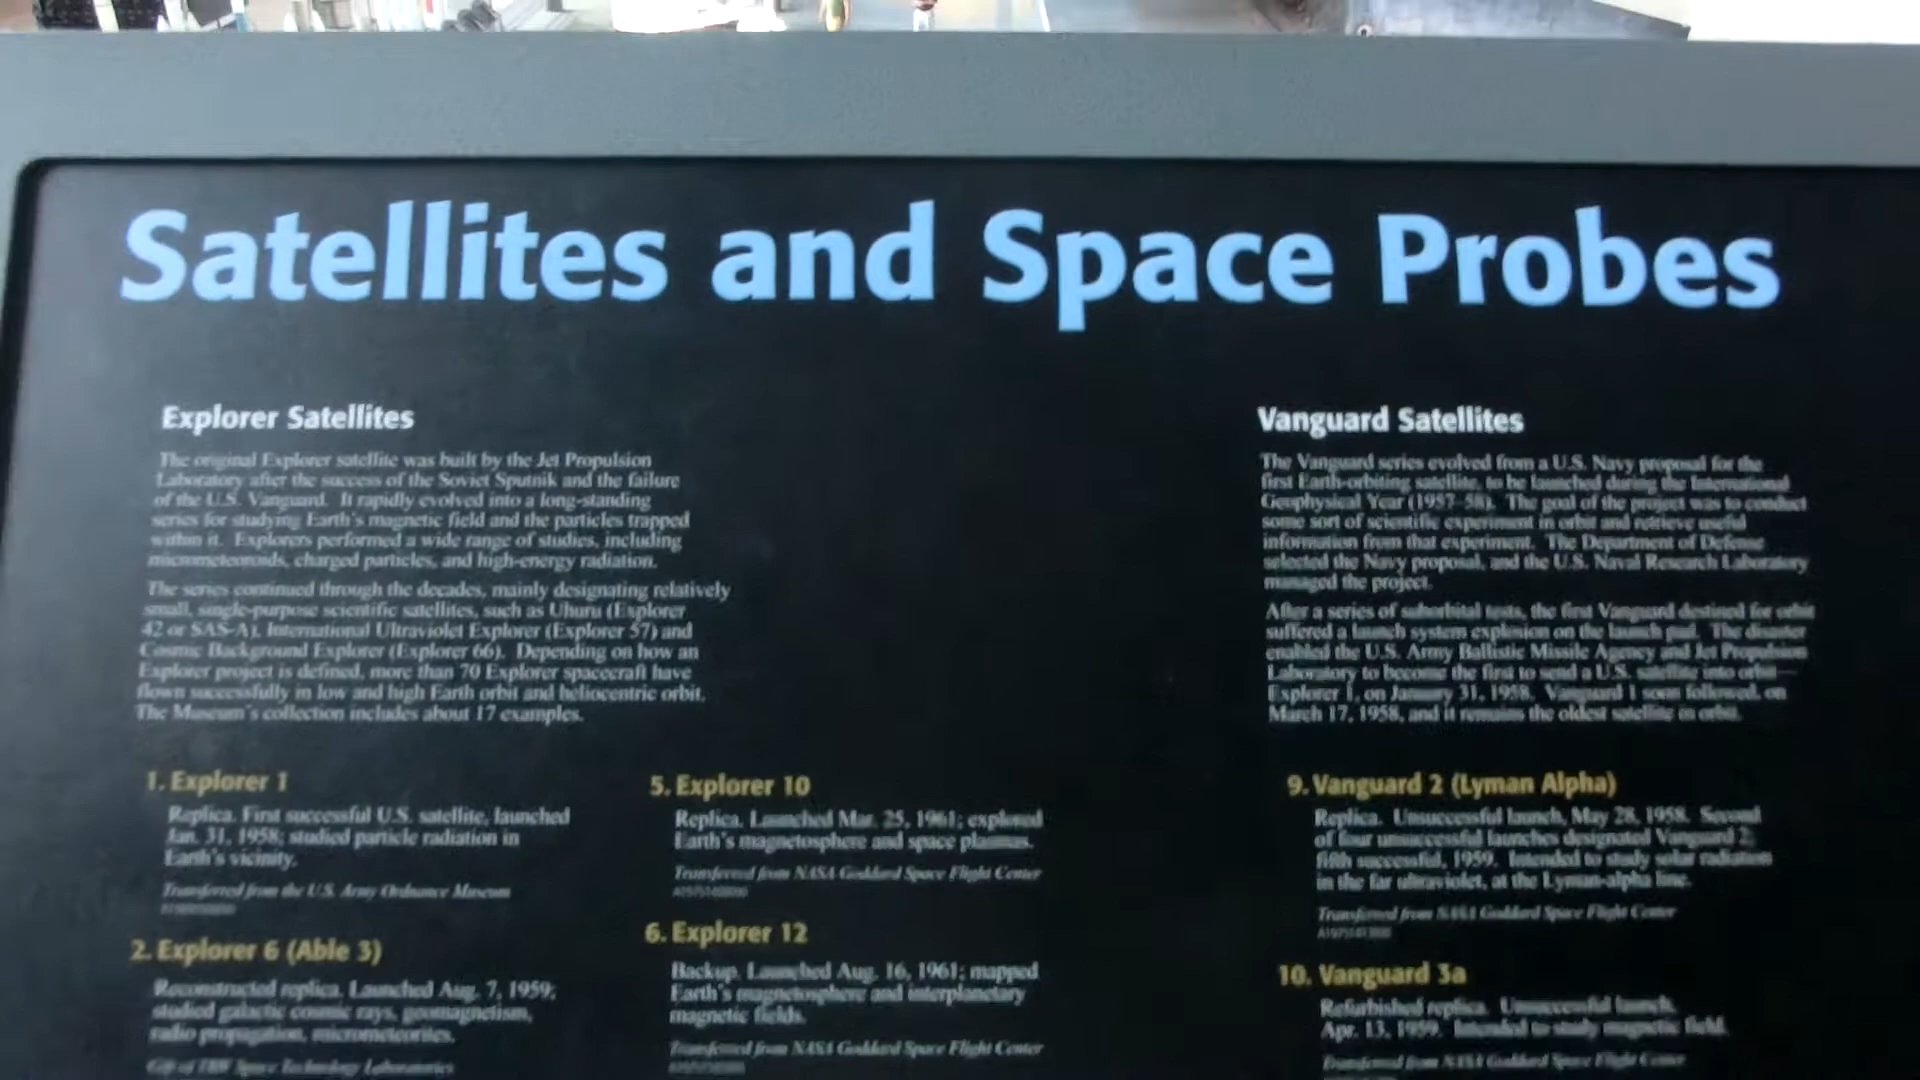 Satellites and Space Probes
Explorer Satellites
The original Explorer satellite was built by the Jet Propulsion
Laboratory after the success of the Soviet Sputnik and the failure
of the U.S. Vanguard. It rapidly evolved into a long-standing
series for studying Earth's magnetic field and the particles trapped
within it. Explorers performed a wide range of studies, including
micrometeoroids, charged particles, and high-energy radiation.
The series continued through the decades, mainly designating relatively
small, single-purpose scientific satellites, such as Uhuru (Explorer
42 or SAS-A), International Ultraviolet Explorer (Explorer 57) and
Cosmic Background Explorer (Explorer 66). Depending on how an
Explorer project is defined, more than 70 Explorer spacecraft have
flown successfully in low and high Earth orbit and heliocentric orbit.
The Museum's collection includes about 17 examples.
1. Explorer 1
Replica. First successful U.S. satellite, launched
Jan. 31, 1958; studied particle radiation in
Earth's vicinity.
Transferred from the U.S. Army Ordnance Museum
2. Explorer 6 (Able 3)
Reconstructed replica. Launched Aug. 7, 1959;
studied galactic cosmic rays, geomagnetism,
radio propagation, micrometeorites.
Gift of TRW Space Technology Laboratories
5. Explorer 10
Replica. Launched Mar. 25, 1961; explored
Earth's magnetosphere and space plasmas.
Transferred from NASA Goddard Space Flight Center
6. Explorer 12
Backup. Launched Aug. 16, 1961; mapped
Earth's magnetosphere and interplanetary
magnetic fields.
Transferred from NASA Goddard Space Flight Center
Vanguard Satellites
The Vanguard series evolved from a U.S. Navy proposal for the
first Earth-orbiting satellite, to be launched during the International
Geophysical Year (1957-58). The goal of the project was to conduct
some sort of scientific experiment in orbit and retrieve useful
information from that experiment. The Department of Defense
selected the Navy proposal, and the U.S. Naval Research Laboratory
managed the project.
After a series of suborbital tests, the first Vanguard destined for orbit
suffered a launch system explosion on the launch pad. The disaster
enabled the U.S. Army Ballistic Missile Agency and Jet Propulsion
Laboratory to become the first to send a U.S. satellite into orbit—
Explorer 1, on January 31, 1958. Vanguard 1 soon followed, on
March 17, 1958, and it remains the oldest satellite in orbit.
9. Vanguard 2 (Lyman Alpha)
Replica. Unsuccessful launch, May 28, 1958. Second
of four unsuccessful launches designated Vanguard 2;
fifth successful, 1959. Intended to study solar radiation
in the far ultraviolet, at the Lyman-alpha line.
Transferred from NASA Goddard Space Flight Center
10. Vanguard 3a
Refurbished replica. Unsuccessful launch,
Apr. 13, 1959. Intended to study magnetic field.
Transferred from NASA Goddard Space Flight Center